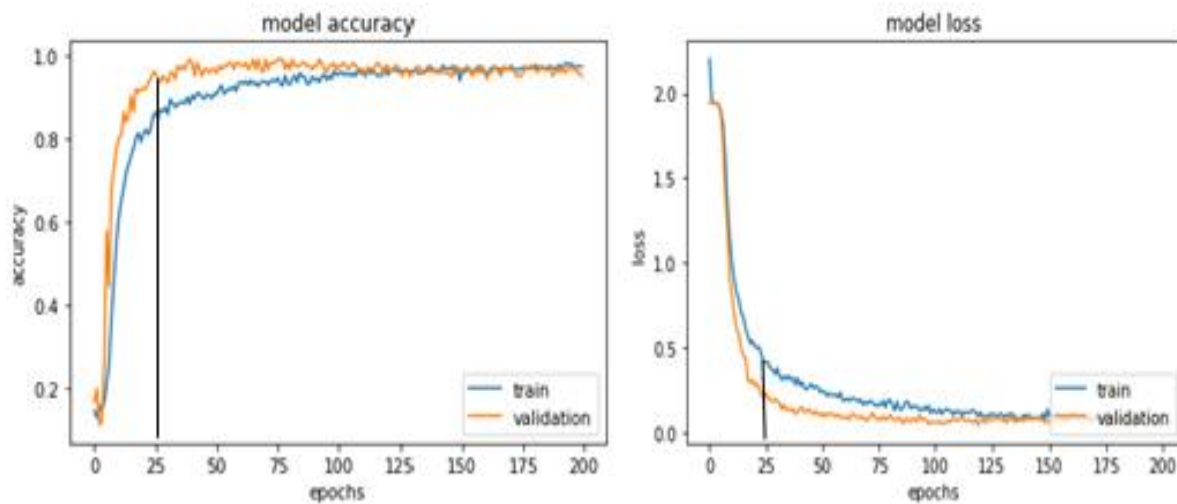 model accuracy
1.0
0.8
0.6
0.4
0.2
accuracy
0 25 50 75 100 125 150 175 200
epochs
train
validation
model loss
2.0
1.5
1.0
0.5
0.0
loss
0 25 50 75 100 125 150 175 200
epochs
train
validation